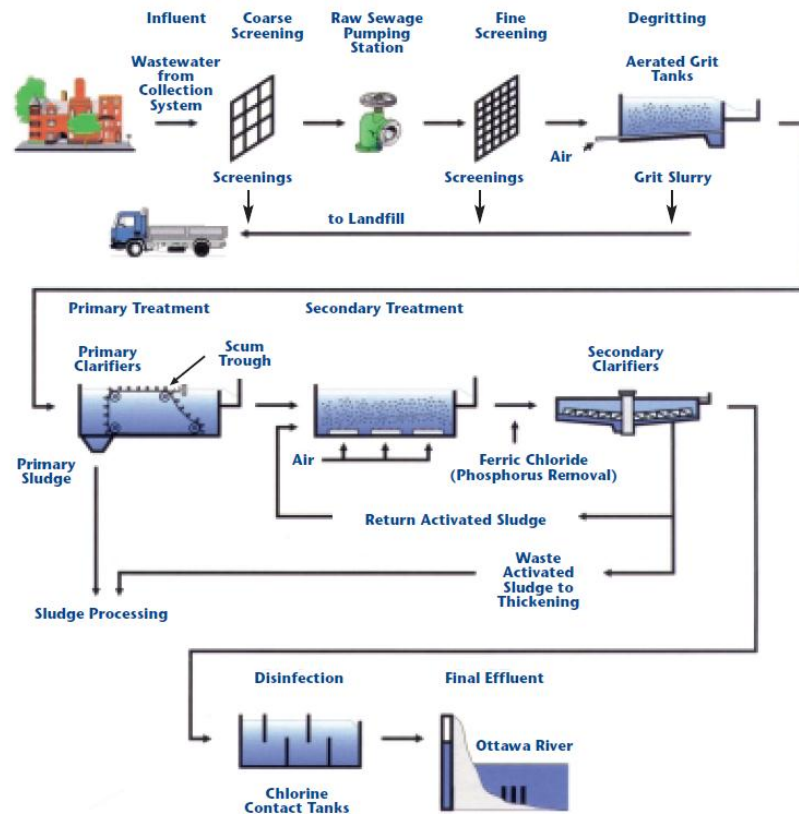 Influent
Coarse
Screening
Raw Sewage
Pumping
Station
Fine
Screening
Degritting
Wastewater
from
Collection
System
Aerated Grit
Tanks
Air
Screenings
Screenings
Grit Slurry
to Landfill
Primary Treatment
Secondary Treatment
Primary
Clarifiers
Scum
Trough
Secondary
Clarifiers
Primary
Sludge
Air
Ferric Chloride
(Phosphorus Removal)
Return Activated Sludge
Waste
Activated
Sludge to
Thickening
Sludge Processing
Disinfection
Final Effluent
Ottawa River
Chlorine
Contact Tanks